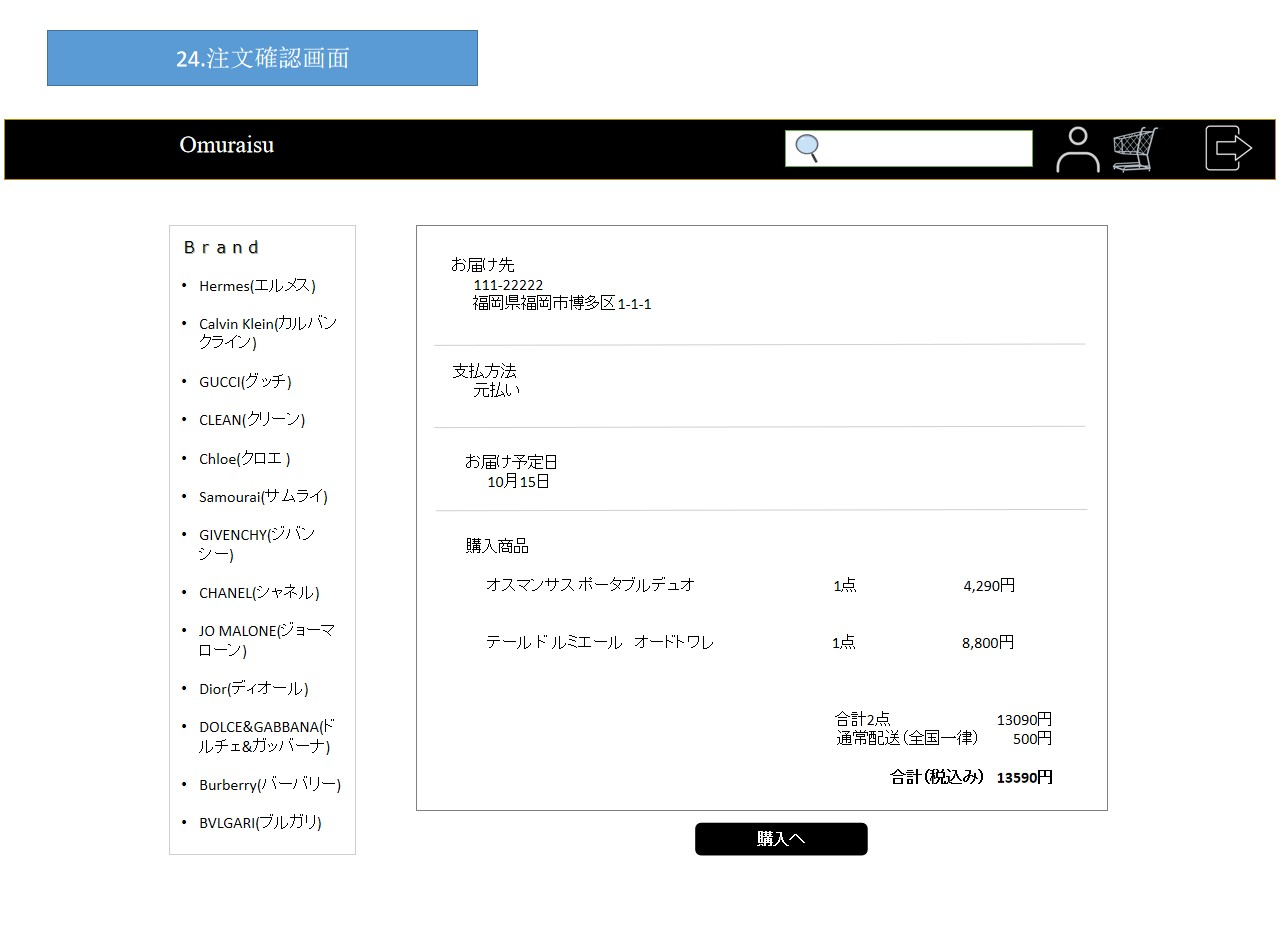 24.注文確認画面
Omuraisu
Brand
• Hermes(エルメス)
• Calvin Klein(カルバン
クライン)
• GUCCI(グッチ)
• CLEAN(クリーン)
• Chloe(クロエ )
• Samourai(サムライ)
• GIVENCHY(ジバン
シー)
• CHANEL(シャネル)
• JO MALONE(ジョーマ
ローン)
• Dior(ディオール)
• DOLCE&GABBANA(ド
ルチェ&ガッバーナ)
• Burberry(バーバリー)
• BVLGARI(ブルガリ)
お届け先
111-22222
福岡県福岡市博多区1-1-1
支払方法
元払い
お届け予定日
10月15日
購入商品
オスマンサス ポータブルデュオ 1点 4,290円
テール ド ルミエール　オードトワレ 1点 8,800円
合計2点 13090円
通常配送（全国一律） 500円
合計（税込み） 13590円
購入へ